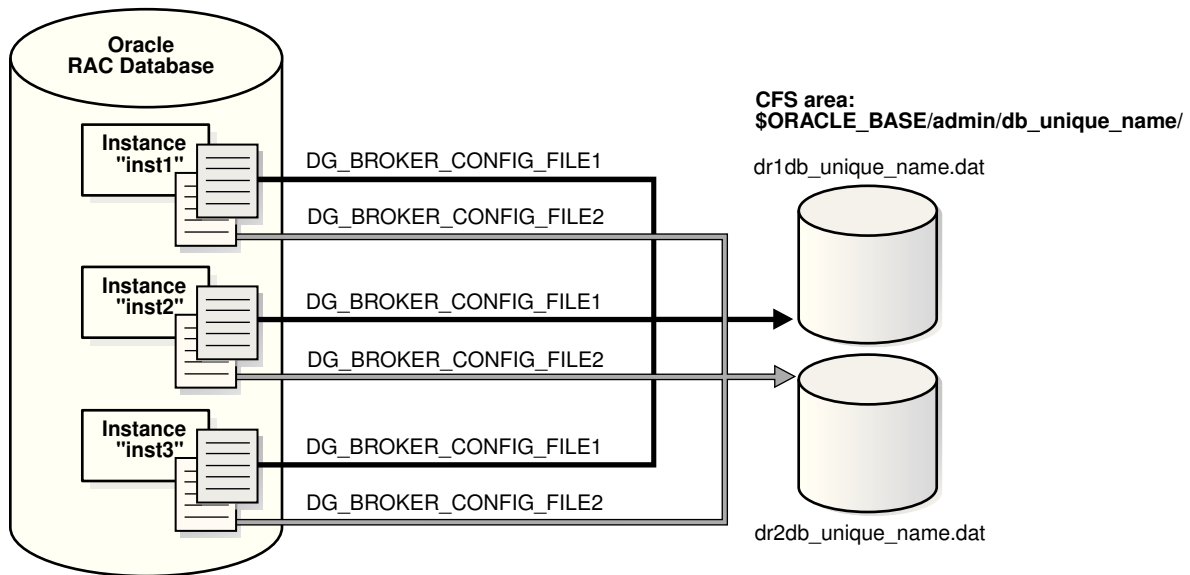 Oracle
RAC Database
Instance
"inst1"
DG_BROKER_CONFIG_FILE1
DG_BROKER_CONFIG_FILE2
Instance
"inst2"
DG_BROKER_CONFIG_FILE1
DG_BROKER_CONFIG_FILE2
Instance
"inst3"
DG_BROKER_CONFIG_FILE1
DG_BROKER_CONFIG_FILE2
CFS area:
$ORACLE_BASE/admin/db_unique_name/
dr1db_unique_name.dat
dr2db_unique_name.dat